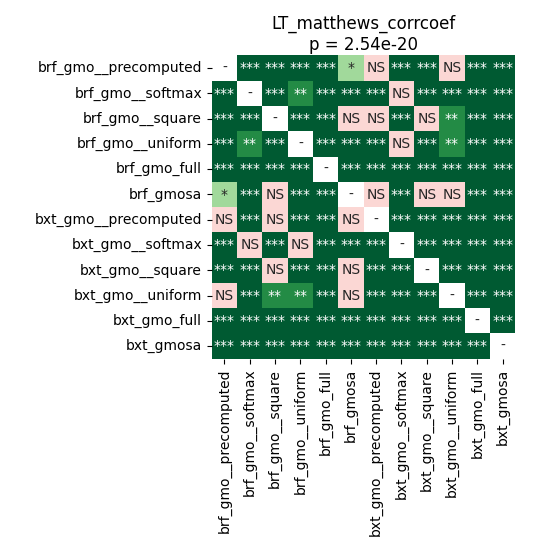 LT_matthews_corrcoef
p = 2.54e-20
brf_gmo__precomputed - *** *** *** *** * NS *** *** NS *** ***
brf_gmo__softmax *** - *** ** *** *** *** NS *** *** *** ***
brf_gmo__square *** *** - *** *** NS NS *** NS ** *** ***
brf_gmo__uniform *** ** *** - *** *** *** NS *** ** *** ***
brf_gmo_full *** *** *** *** - *** *** *** *** *** *** ***
brf_gmosa * *** NS *** *** - NS *** NS NS *** ***
bxt_gmo__precomputed NS *** NS *** *** NS - *** *** *** *** ***
bxt_gmo__softmax *** NS *** NS *** *** *** - *** *** *** ***
bxt_gmo__square *** *** NS *** *** NS *** *** - *** *** ***
bxt_gmo__uniform NS *** ** ** *** NS *** *** *** - *** ***
bxt_gmo_full *** *** *** *** *** *** *** *** *** *** - ***
bxt_gmosa *** *** *** *** *** *** *** *** *** *** *** -
brf_gmo__precomputed
brf_gmo__softmax
brf_gmo__square
brf_gmo__uniform
brf_gmo_full
brf_gmosa
bxt_gmo__precomputed
bxt_gmo__softmax
bxt_gmo__square
bxt_gmo__uniform
bxt_gmo_full
bxt_gmosa